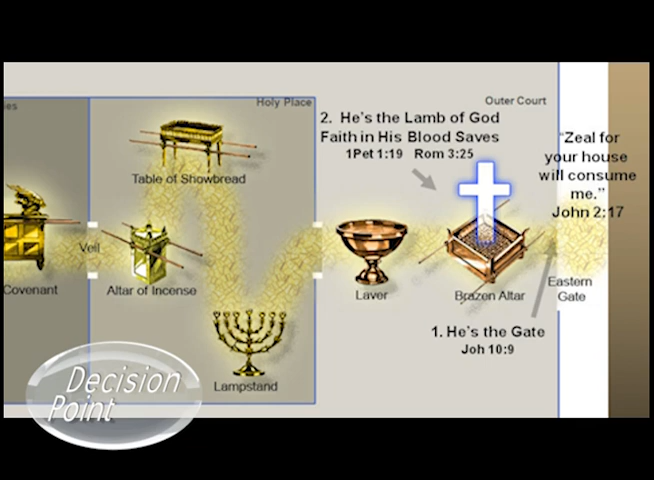 ies
Holy Place
Outer Court
2. He's the Lamb of God
Faith in His Blood Saves
1Pet 1:19 Rom 3:25
"Zeal for
your house
will consume
me."
John 2:17
Table of Showbread
Veil
Covenant
Altar of Incense
Laver
Brazen Altar
Eastern
Gate
1. He's the Gate
Joh 10:9
Lampstand
Decision
Point